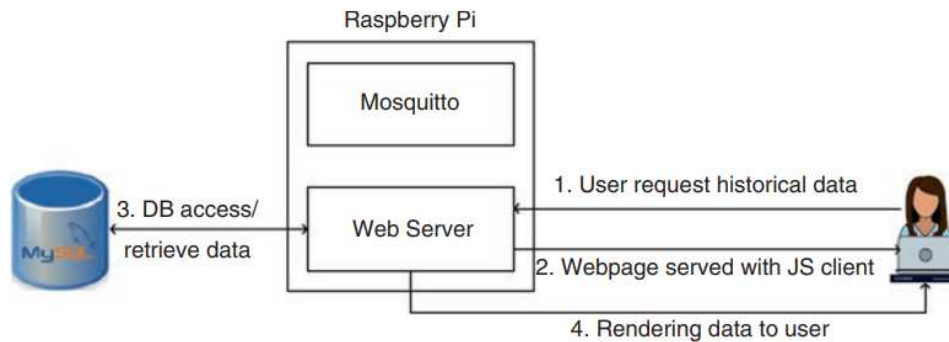 Raspberry Pi
Mosquitto
1. User request historical data
3. DB access/
retrieve data
Web Server
MySQL
2. Webpage served with JS client
4. Rendering data to user